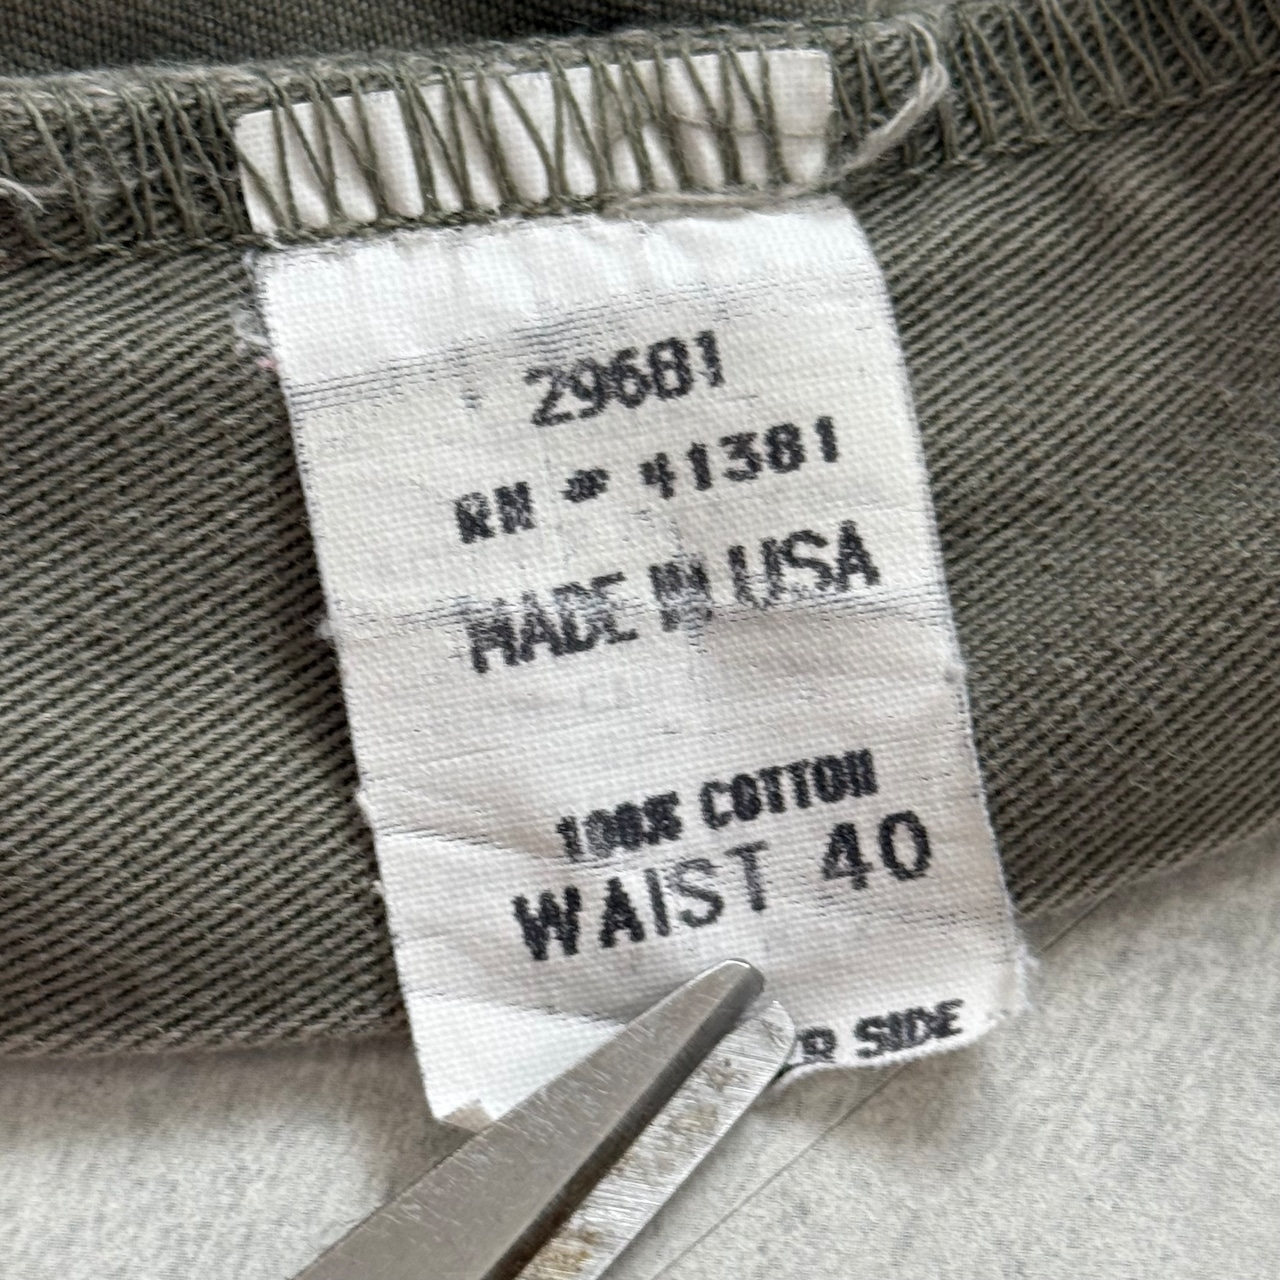 29681
RN # 41381
MADE IN USA
100% COTTON
WAIST 40
R SIDE